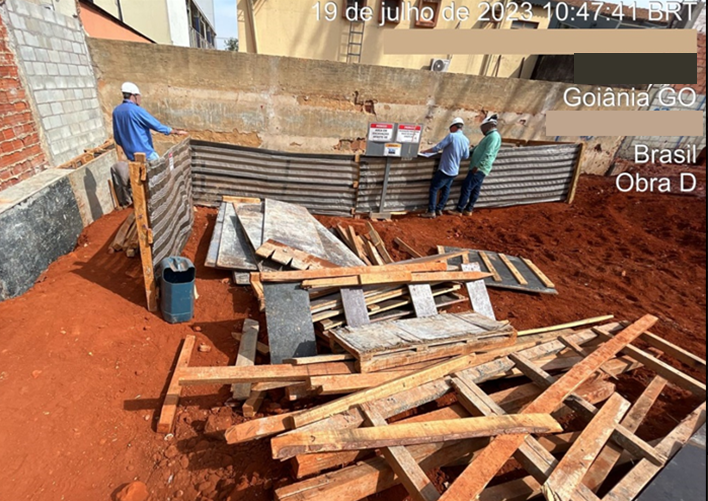 19 de julho de 2023 10:47:41 BRT
Goiânia GO
Brasil
Obra D